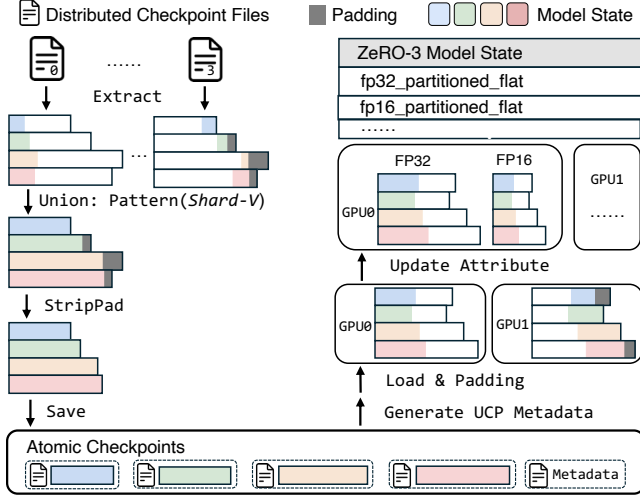 Distributed Checkpoint Files
Padding
Model State
0
......
3
Extract
...
Union: Pattern(Shard-V)
StripPad
Save
ZeRO-3 Model State
fp32_partitioned_flat
fp16_partitioned_flat
......
FP32
FP16
GPU0
GPU1
......
Update Attribute
GPU0
GPU1
Load & Padding
Generate UCP Metadata
Atomic Checkpoints
Metadata